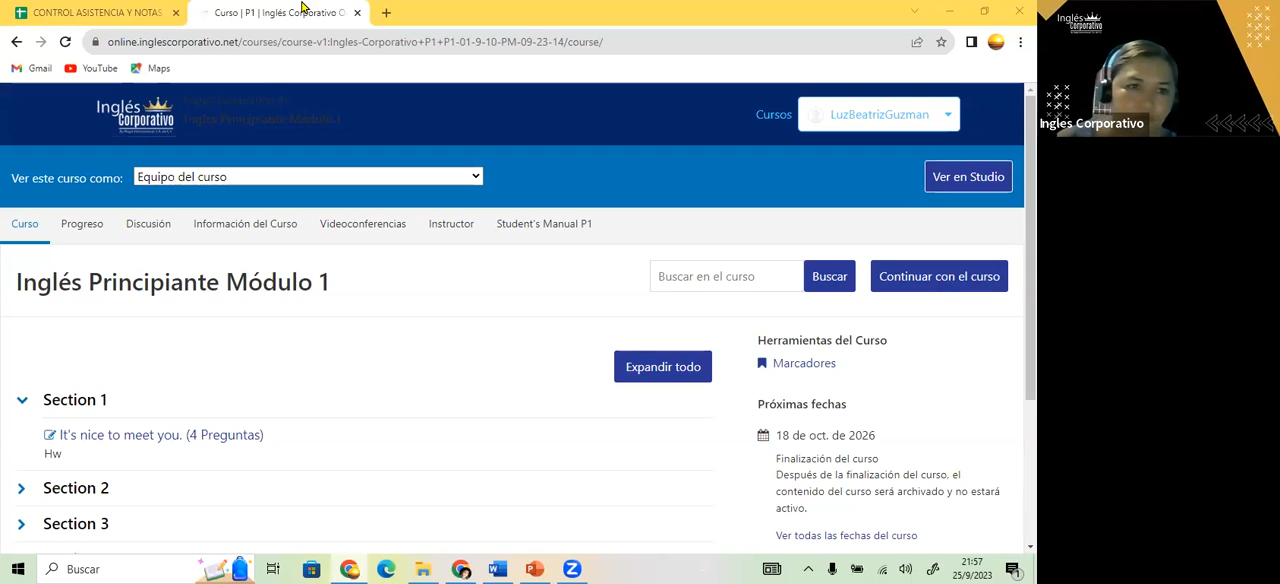 CONTROL ASISTENCIA Y NOTAS
Curso | P1 | Inglés Corporativo O
online.inglescorporativo.net/courses/course-v1:Ingles-Corporativo+P1+P1-01-9-10-PM-09-23-14/course/
Gmail YouTube Maps
Inglés Corporativo
Ingles Principiante Módulo 1
Cursos LuzBeatrizGuzman
Ver este curso como: Equipo del curso Ver en Studio
Curso Progreso Discusión Información del Curso Videoconferencias Instructor Student's Manual P1
Inglés Principiante Módulo 1
Buscar en el curso Buscar Continuar con el curso
Expandir todo
Section 1
It's nice to meet you. (4 Preguntas)
Hw
Section 2
Section 3
Herramientas del Curso
Marcadores
Próximas fechas
18 de oct. de 2026
Finalización del curso
Después de la finalización del curso, el
contenido del curso será archivado y no estará
activo.
Ver todas las fechas del curso
Buscar
21:57
25/9/2023
Inglés
Corporativo
Ingles Corporativo